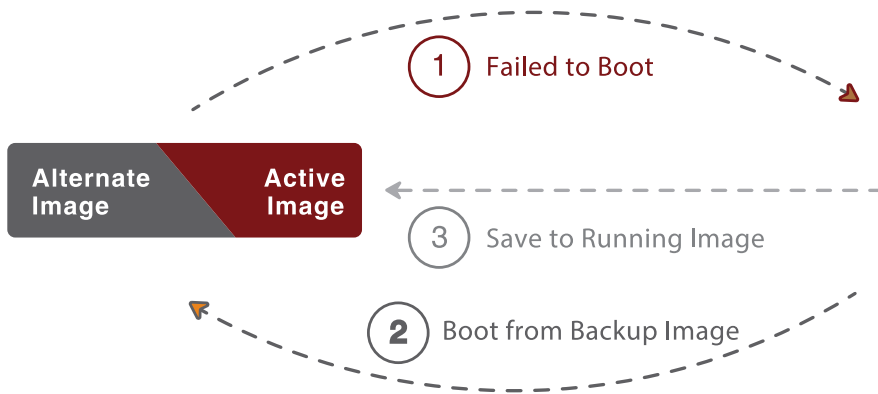 1 Failed to Boot
Alternate
Image
Active
Image
3 Save to Running Image
2 Boot from Backup Image